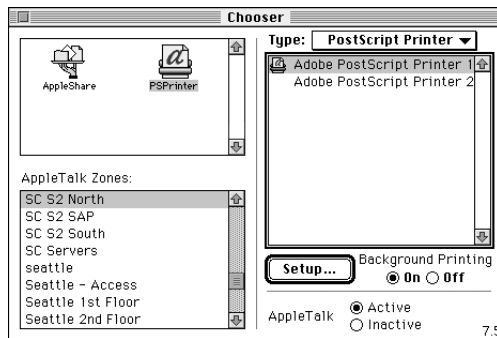 Chooser
AppleShare
PSPrinter
AppleTalk Zones:
SC S2 North
SC S2 SAP
SC S2 South
SC Servers
seattle
Seattle - Access
Seattle 1st Floor
Seattle 2nd Floor
Type: PostScript Printer
Adobe PostScript Printer 1
Adobe PostScript Printer 2
Setup...
Background Printing
On Off
AppleTalk
Active
Inactive
7.5